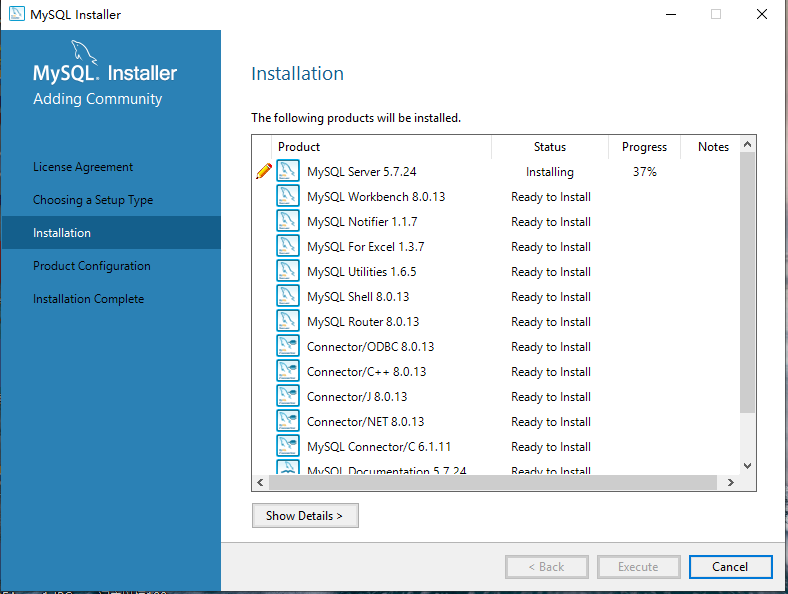 MySQL Installer
MySQL. Installer
Adding Community
License Agreement
Choosing a Setup Type
Installation
Product Configuration
Installation Complete
Installation
The following products will be installed.
Product Status Progress Notes
MySQL Server 5.7.24 Installing 37%
MySQL Workbench 8.0.13 Ready to Install
MySQL Notifier 1.1.7 Ready to Install
MySQL For Excel 1.3.7 Ready to Install
MySQL Utilities 1.6.5 Ready to Install
MySQL Shell 8.0.13 Ready to Install
MySQL Router 8.0.13 Ready to Install
Connector/ODBC 8.0.13 Ready to Install
Connector/C++ 8.0.13 Ready to Install
Connector/J 8.0.13 Ready to Install
Connector/NET 8.0.13 Ready to Install
MySQL Connector/C 6.1.11 Ready to Install
MySQL Documentation 5.7.24 Ready to Install
Show Details >
< Back Execute Cancel